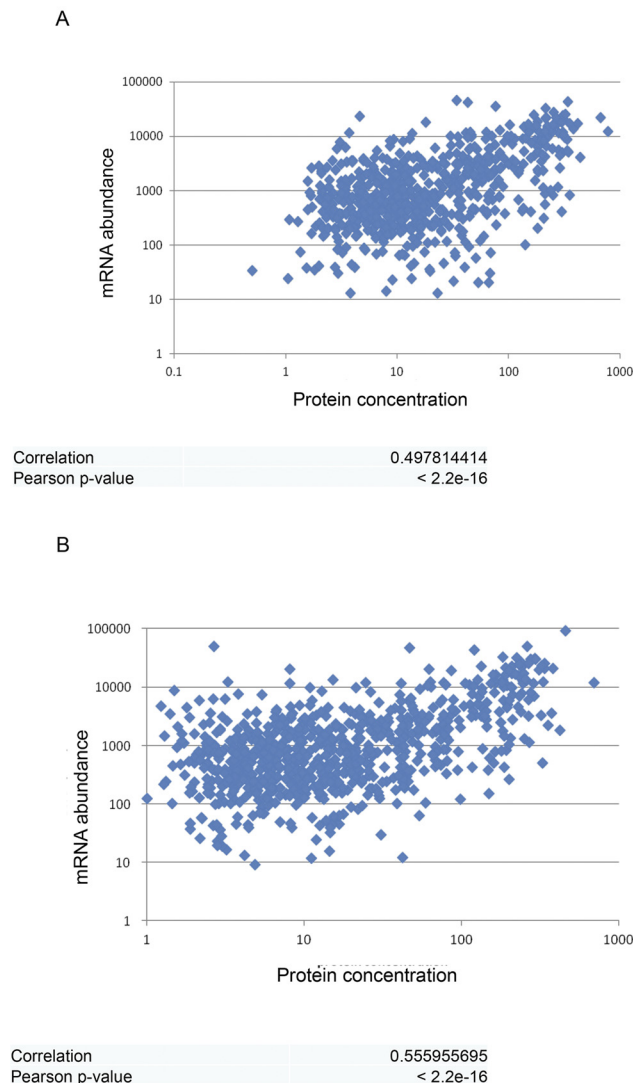 A
100000
10000
1000
100
10
1
mRNA abundance
0.1 1 10 100 1000
Protein concentration
Correlation 0.497814414
Pearson p-value < 2.2e-16
B
100000
10000
1000
100
10
1
mRNA abundance
1 10 100 1000
Protein concentration
Correlation 0.555955695
Pearson p-value < 2.2e-16